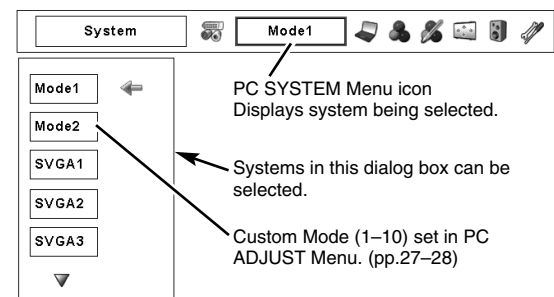 System
Mode1
Mode1
Mode2
SVGA1
SVGA2
SVGA3
PC SYSTEM Menu icon
Displays system being selected.
Systems in this dialog box can be
selected.
Custom Mode (1–10) set in PC
ADJUST Menu. (pp.27–28)